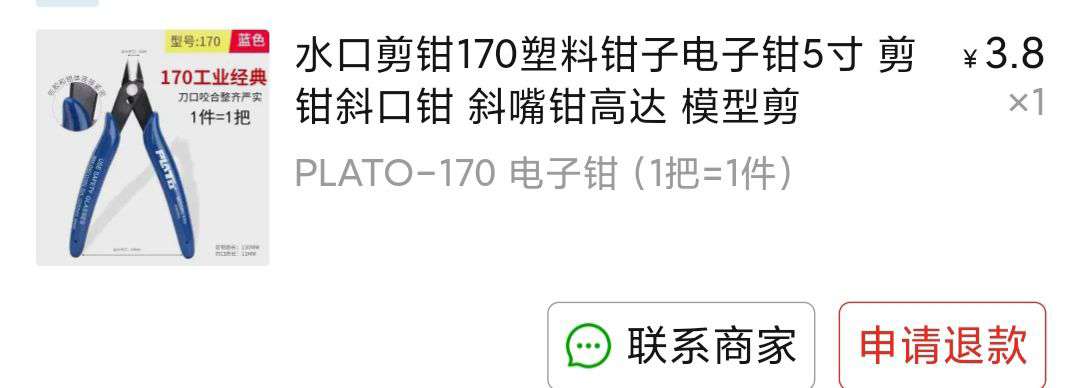 型号:170 蓝色
170工业经典
刀口咬合整齐严实
1件=1把
PLATO
水口剪钳170塑料钳子电子钳5寸 剪
钳斜口钳 斜嘴钳高达 模型剪
¥3.8
×1
PLATO-170 电子钳（1把=1件）
联系商家
申请退款